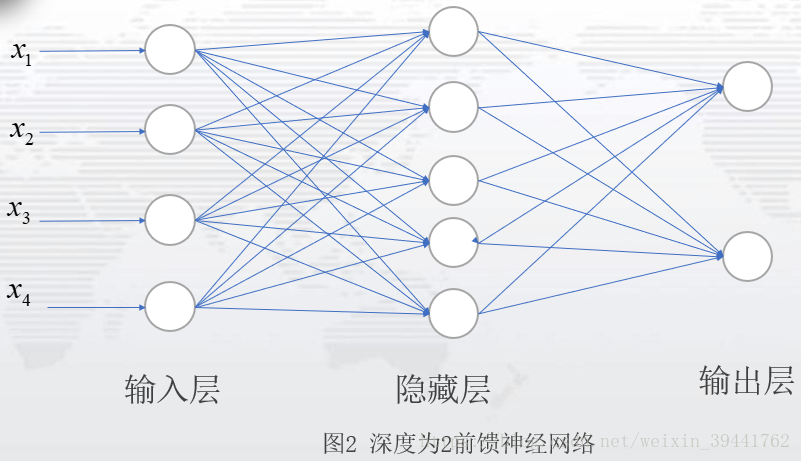 x1
x2
x3
x4
输入层
隐藏层
输出层
图2 深度为2前馈神经网络
net/weixin_39441762